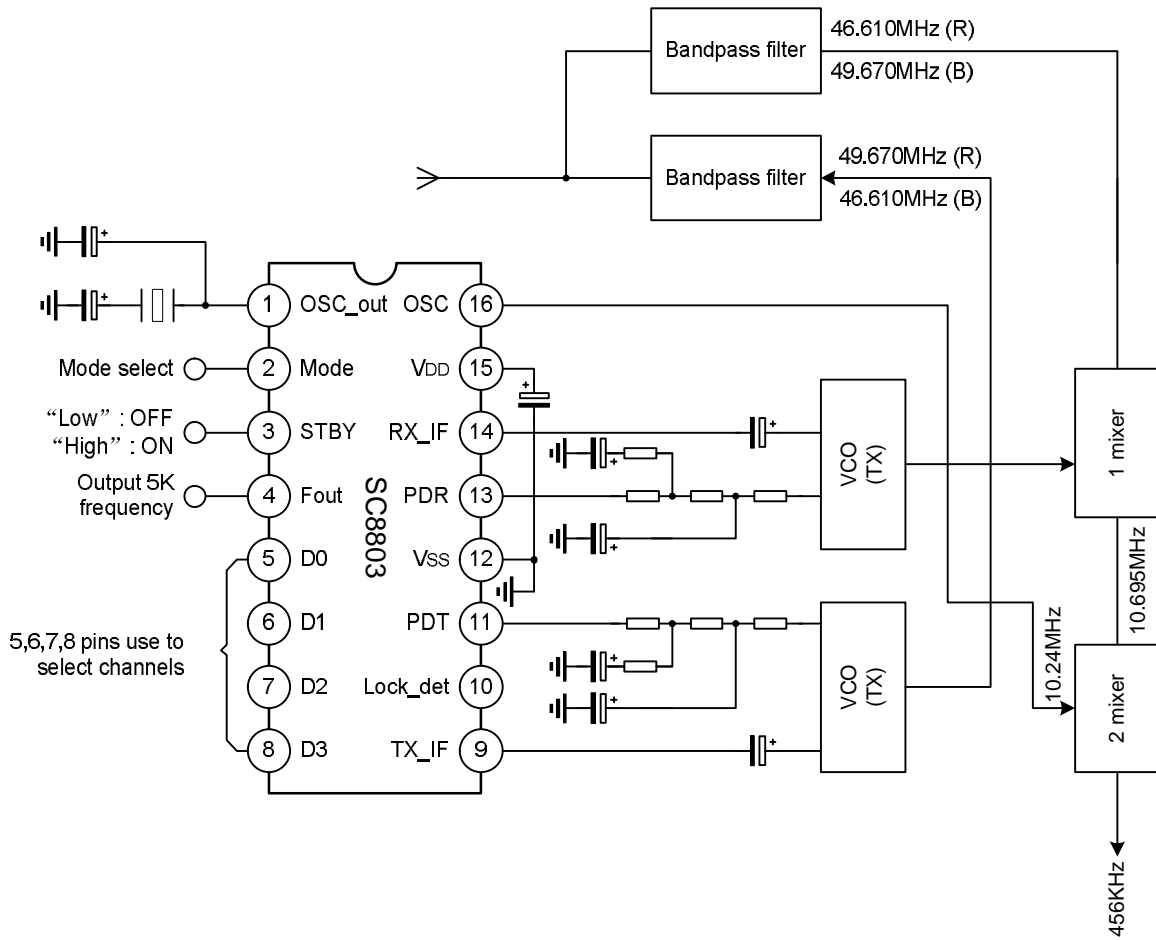 46.610MHz (R)
Bandpass filter
49.670MHz (B)
49.670MHz (R)
Bandpass filter
46.610MHz (B)
1 OSC_out OSC 16
Mode select 2 Mode VDD 15
“Low” : OFF
“High” : ON
3 STBY RX_IF 14
Output 5K
frequency
4 Fout PDR 13
SC8803
5 D0 VSS 12
6 D1 PDT 11
5,6,7,8 pins use to
select channels
7 D2 Lock_det 10
8 D3 TX_IF 9
VCO
(TX)
VCO
(TX)
1 mixer
10.695MHz
10.24MHz
2 mixer
456KHz
+
+
+
+
+
+
+
+
+